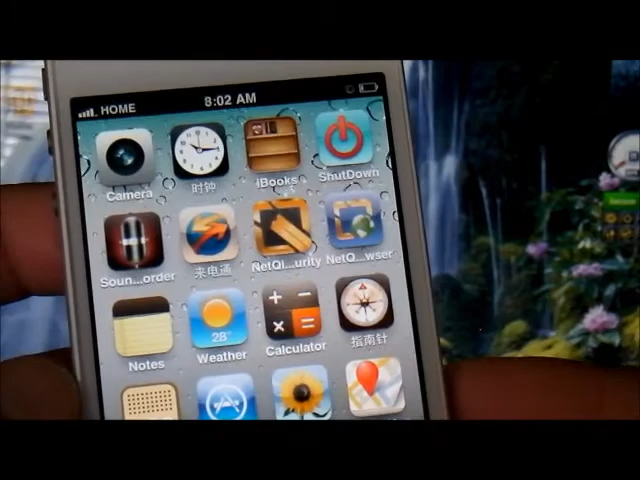 HOME 8:02 AM
Camera 时钟 iBooks ShutDown
Soun...order 来电通 NetQi...urity NetQ...wser
28°
Notes Weather Calculator 指南针